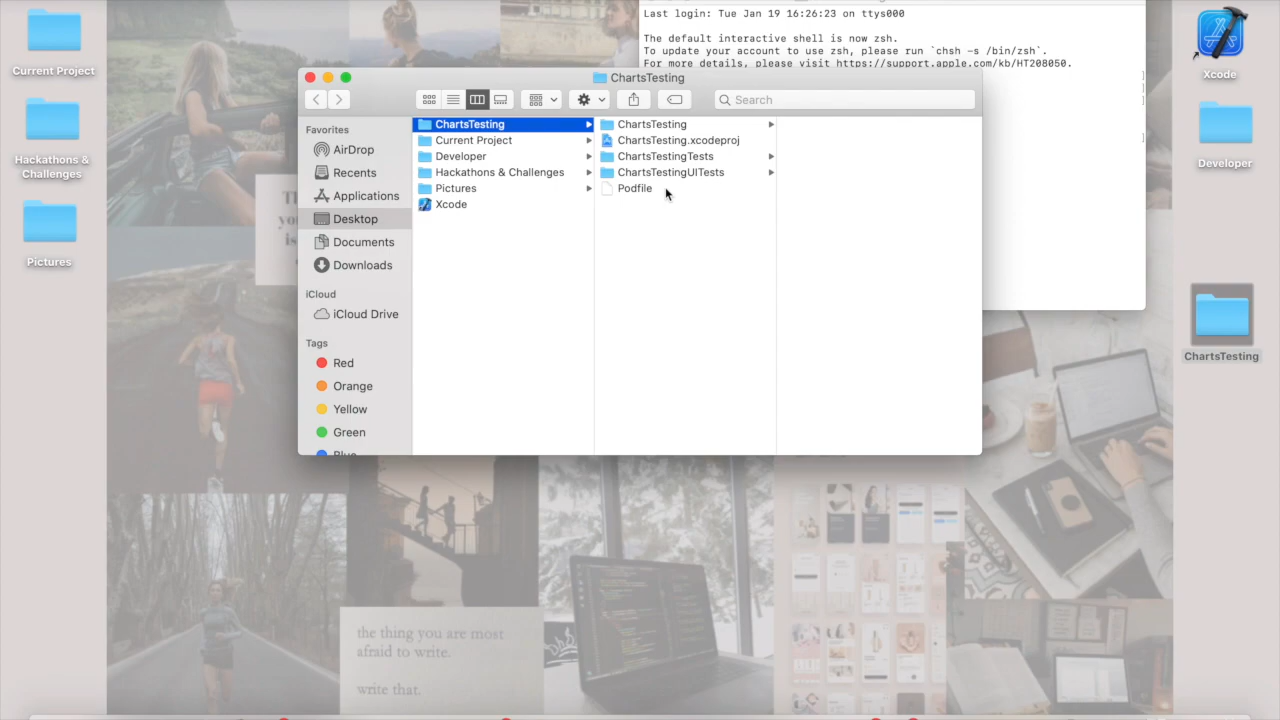 Last login: Tue Jan 19 16:26:23 on ttys000
The default interactive shell is now zsh.
To update your account to use zsh, please run `chsh -s /bin/zsh`.
For more details, please visit https://support.apple.com/kb/HT208050.
Current Project
Hackathons &
Challenges
Pictures
Xcode
Developer
ChartsTesting
ChartsTesting
Search
Favorites
AirDrop
Recents
Applications
Desktop
Documents
Downloads
iCloud
iCloud Drive
Tags
Red
Orange
Yellow
Green
Blue
ChartsTesting
Current Project
Developer
Hackathons & Challenges
Pictures
Xcode
ChartsTesting
ChartsTesting.xcodeproj
ChartsTestingTests
ChartsTestingUITests
Podfile
the thing you are most
afraid to write.
write that.